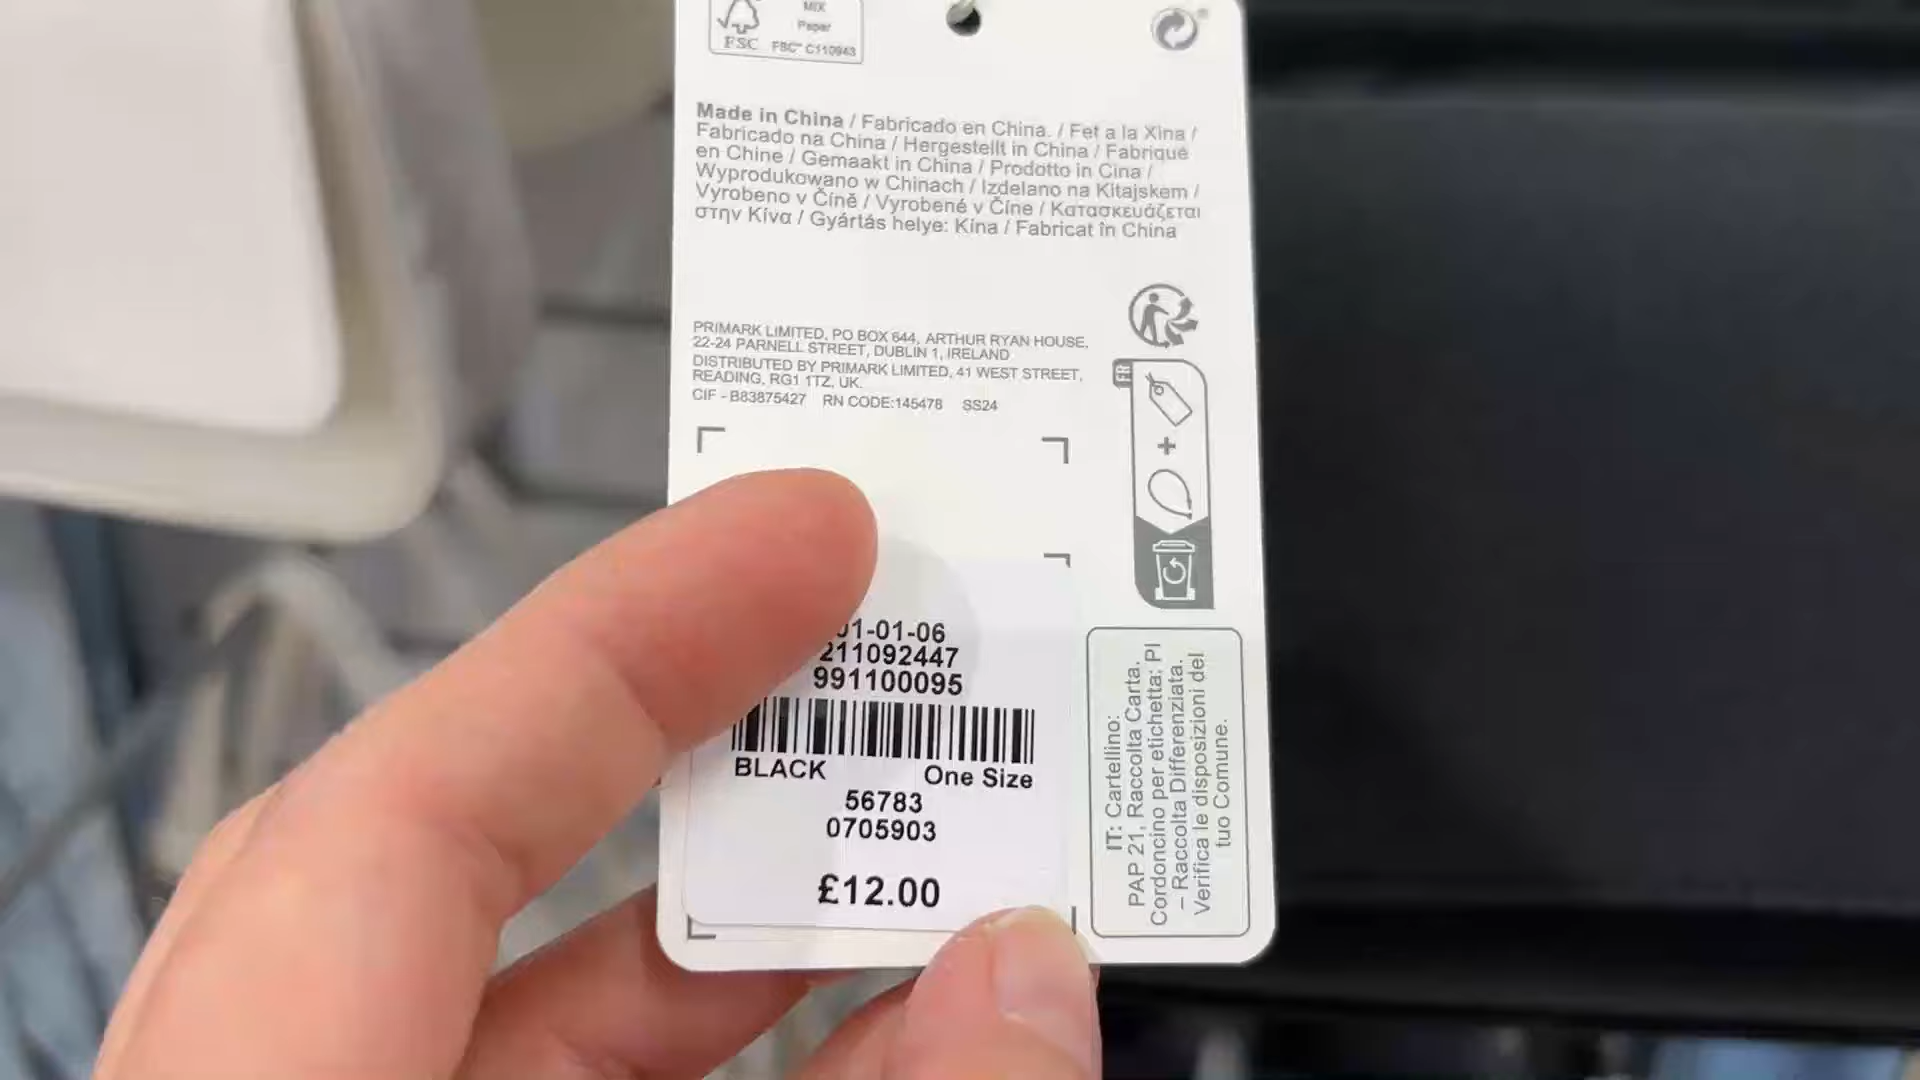 MIX
Paper
FSC FSC™ C110943
Made in China / Fabricado en China. / Fet a la Xina /
Fabricado na China / Hergestellt in China / Fabriqué
en Chine / Gemaakt in China / Prodotto in Cina /
Wyprodukowano w Chinach / Izdelano na Kitajskem /
Vyrobeno v Číně / Vyrobené v Číne / Κατασκευάζεται
στην Κίνα / Gyártás helye: Kína / Fabricat în China
PRIMARK LIMITED, PO BOX 644, ARTHUR RYAN HOUSE,
22-24 PARNELL STREET, DUBLIN 1, IRELAND
DISTRIBUTED BY PRIMARK LIMITED, 41 WEST STREET,
READING, RG1 1TZ, UK.
CIF - B83875427 RN CODE:145478 SS24
FR
+
01-01-06
211092447
991100095
BLACK One Size
56783
0705903
£12.00
IT: Cartellino:
PAP 21, Raccolta Carta.
Cordoncino per etichetta: PI
– Raccolta Differenziata.
Verifica le disposizioni del
tuo Comune.